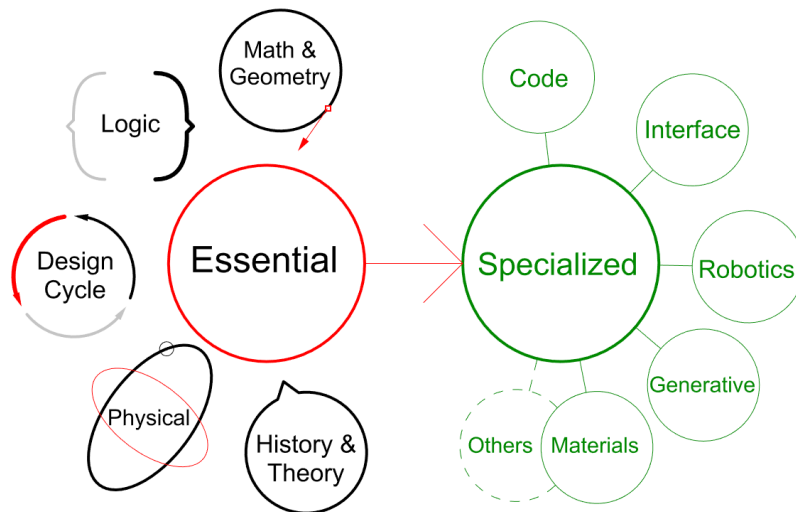 Math &
Geometry
Logic
Design
Cycle
Physical
History &
Theory
Essential
Specialized
Code
Interface
Robotics
Generative
Materials
Others